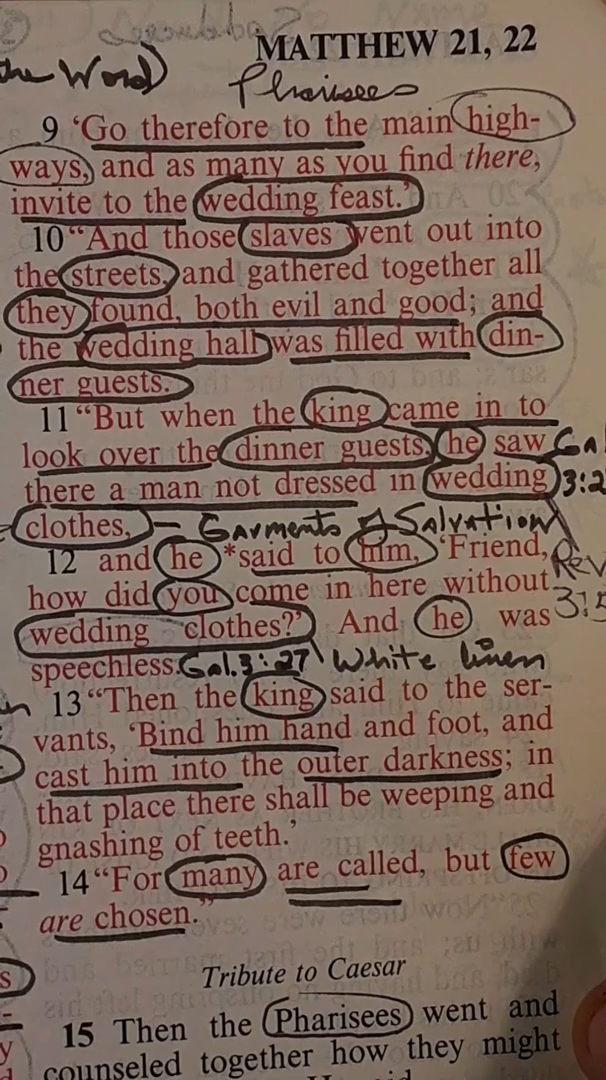 MATTHEW 21, 22
the Word)
Pharisees
9 ‘Go therefore to the main high-
ways, and as many as you find there,
invite to the wedding feast.’
10 “And those slaves went out into
the streets, and gathered together all
they found, both evil and good; and
the wedding hall was filled with din-
ner guests.
11 “But when the king came in to
look over the dinner guests, he saw
there a man not dressed in wedding
Gal
3:2
clothes, – Garments of Salvation
12 and he *said to him, ‘Friend,
how did you come in here without
Rev
3:5
wedding clothes?’ And he was
speechless. Gal. 3:27 White linen
13 “Then the king said to the ser-
vants, ‘Bind him hand and foot, and
cast him into the outer darkness; in
that place there shall be weeping and
gnashing of teeth.’
14 “For many are called, but few
are chosen.”
Tribute to Caesar
15 Then the Pharisees went and
counseled together how they might